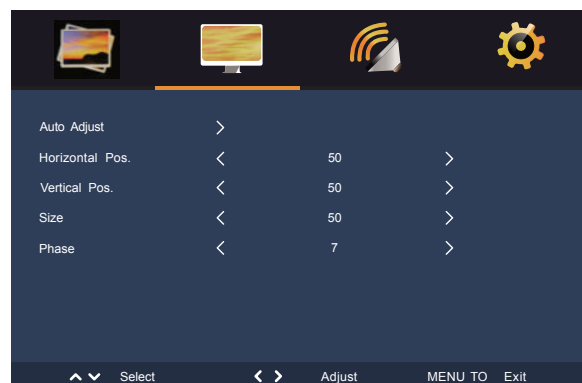 Auto Adjust >
Horizontal Pos. < 50 >
Vertical Pos. < 50 >
Size < 50 >
Phase < 7 >
Select < > Adjust MENU TO Exit